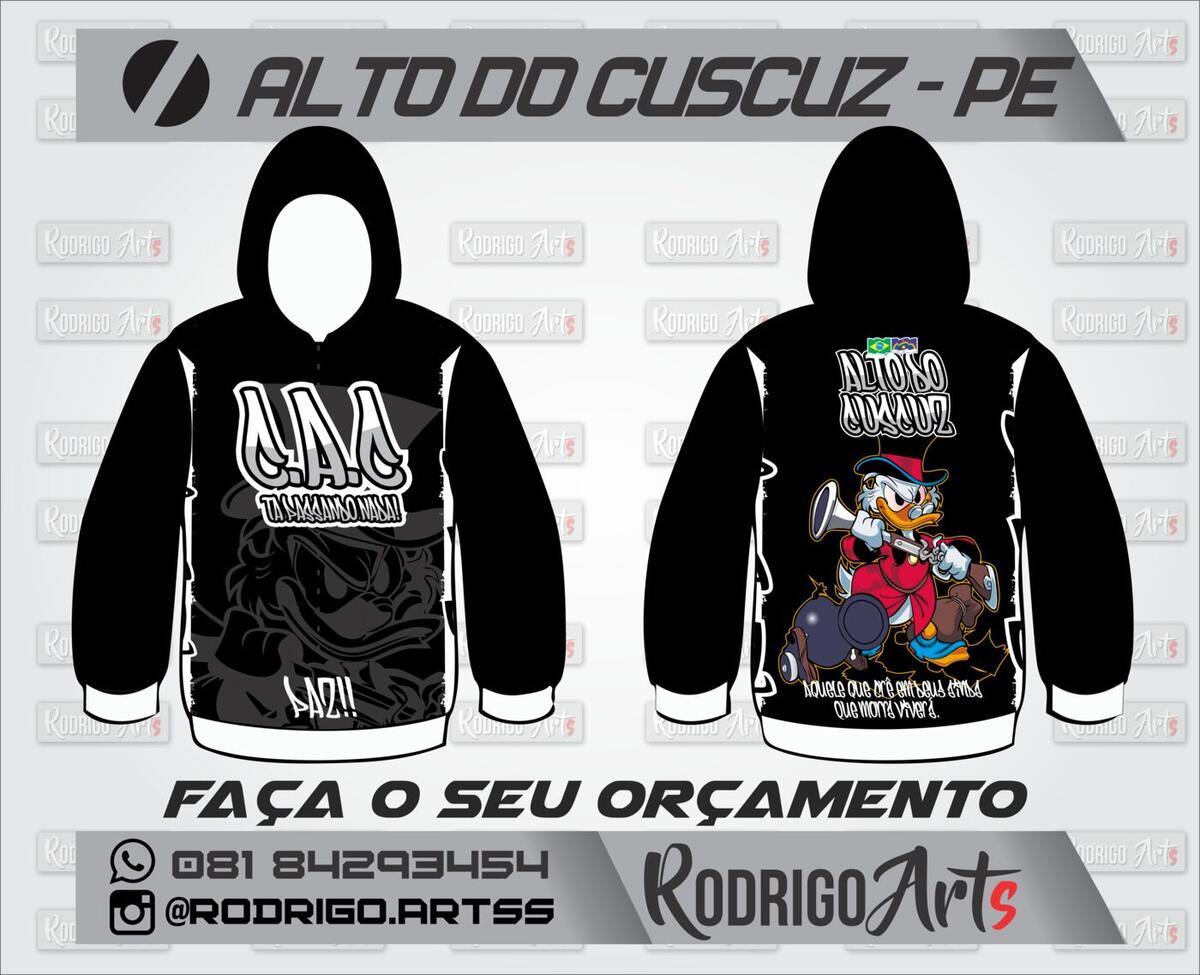 ALTO DO CUSCUZ - PE
C.A.C
TA PASSANDO NADA!
PAZ!!
ALTO DO
CUSCUZ
Aquele que crê em Deus ainda
que morra viverá.
FAÇA O SEU ORÇAMENTO
081 84293454
@RODRIGO.ARTSS
RODRIGO ARTS